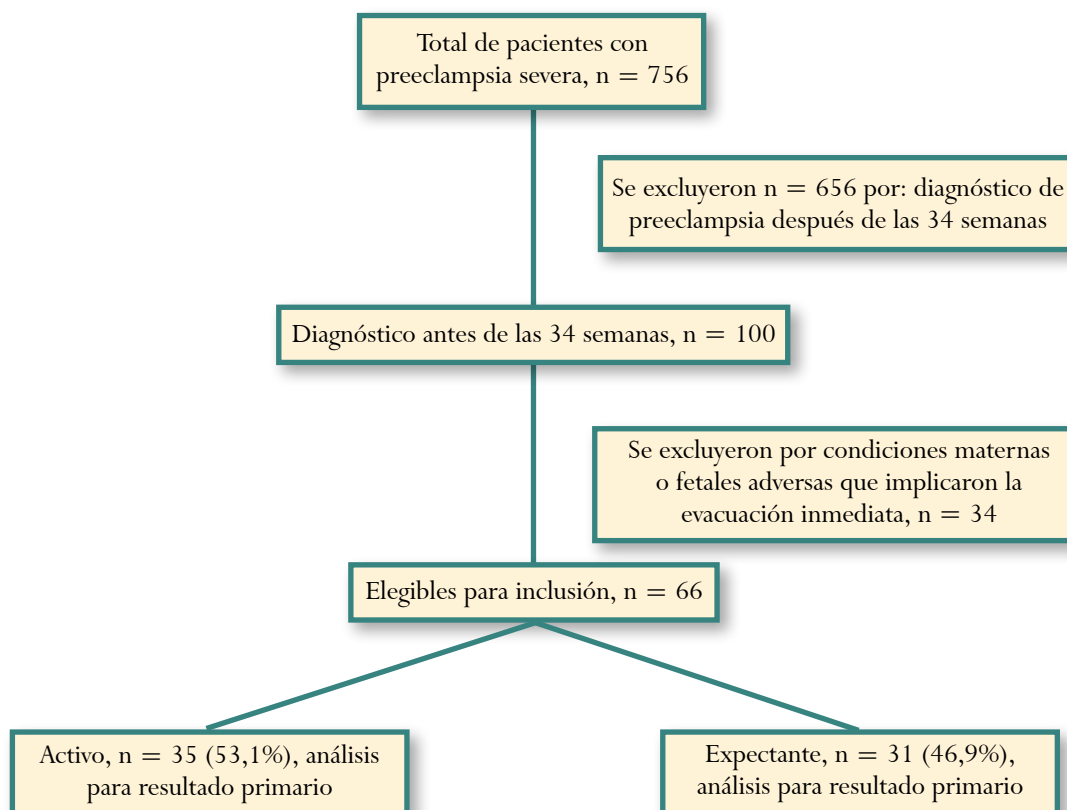 Total de pacientes con
preeclampsia severa, n = 756
Se excluyeron n = 656 por: diagnóstico de
preeclampsia después de las 34 semanas
Diagnóstico antes de las 34 semanas, n = 100
Se excluyeron por condiciones maternas
o fetales adversas que implicaron la
evacuación inmediata, n = 34
Elegibles para inclusión, n = 66
Activo, n = 35 (53,1%), análisis
para resultado primario
Expectante, n = 31 (46,9%),
análisis para resultado primario